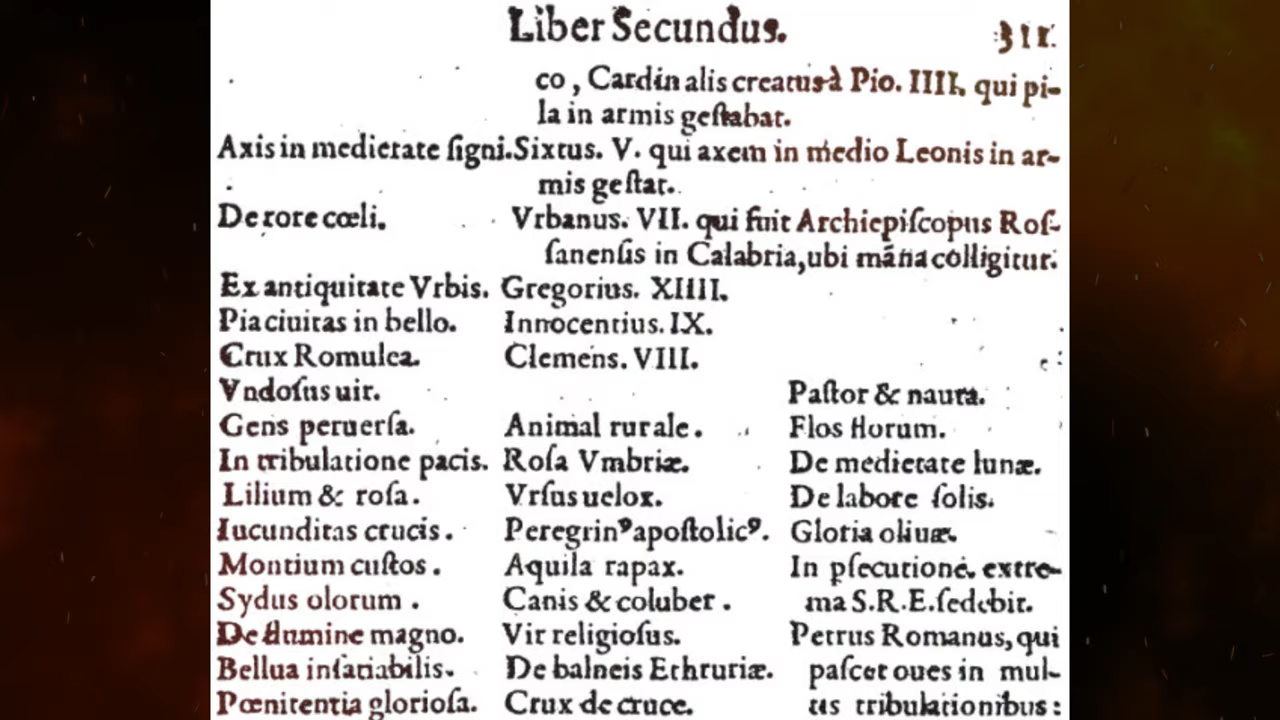 Liber Secundus. 311.
co, Cardinalis creatus à Pio. IIII. qui pi-
la in armis geſtabat.
Axis in medietate ſigni. Sixtus. V. qui axem in medio Leonis in ar-
mis geſtat.
De rore cœli. Vrbanus. VII. qui fuit Archiepiſcopus Roſ-
ſanenſis in Calabria, ubi mãna colligitur.
Ex antiquitate Vrbis. Gregorius. XIIII.
Pia ciuitas in bello. Innocentius. IX.
Crux Romulea. Clemens. VIII.
Vndoſus uir. Paſtor & nauta.
Gens peruerſa. Animal rurale. Flos florum.
In tribulatione pacis. Roſa Vmbriæ. De medietate lunæ.
Lilium & roſa. Vrſus uelox. De labore ſolis.
Iucunditas crucis. Peregrinꝰ apoſtolicꝰ. Gloria oliuæ.
Montium cuſtos. Aquila rapax. In pſecutione. extre-
Sydus olorum. Canis & coluber. ma S.R.E. ſedebit.
De flumine magno. Vir religioſus. Petrus Romanus, qui
Bellua inſatiabilis. De balneis Ethruriæ. paſcet oues in mul-
Pœnitentia glorioſa. Crux de cruce. tis tribulationibus: